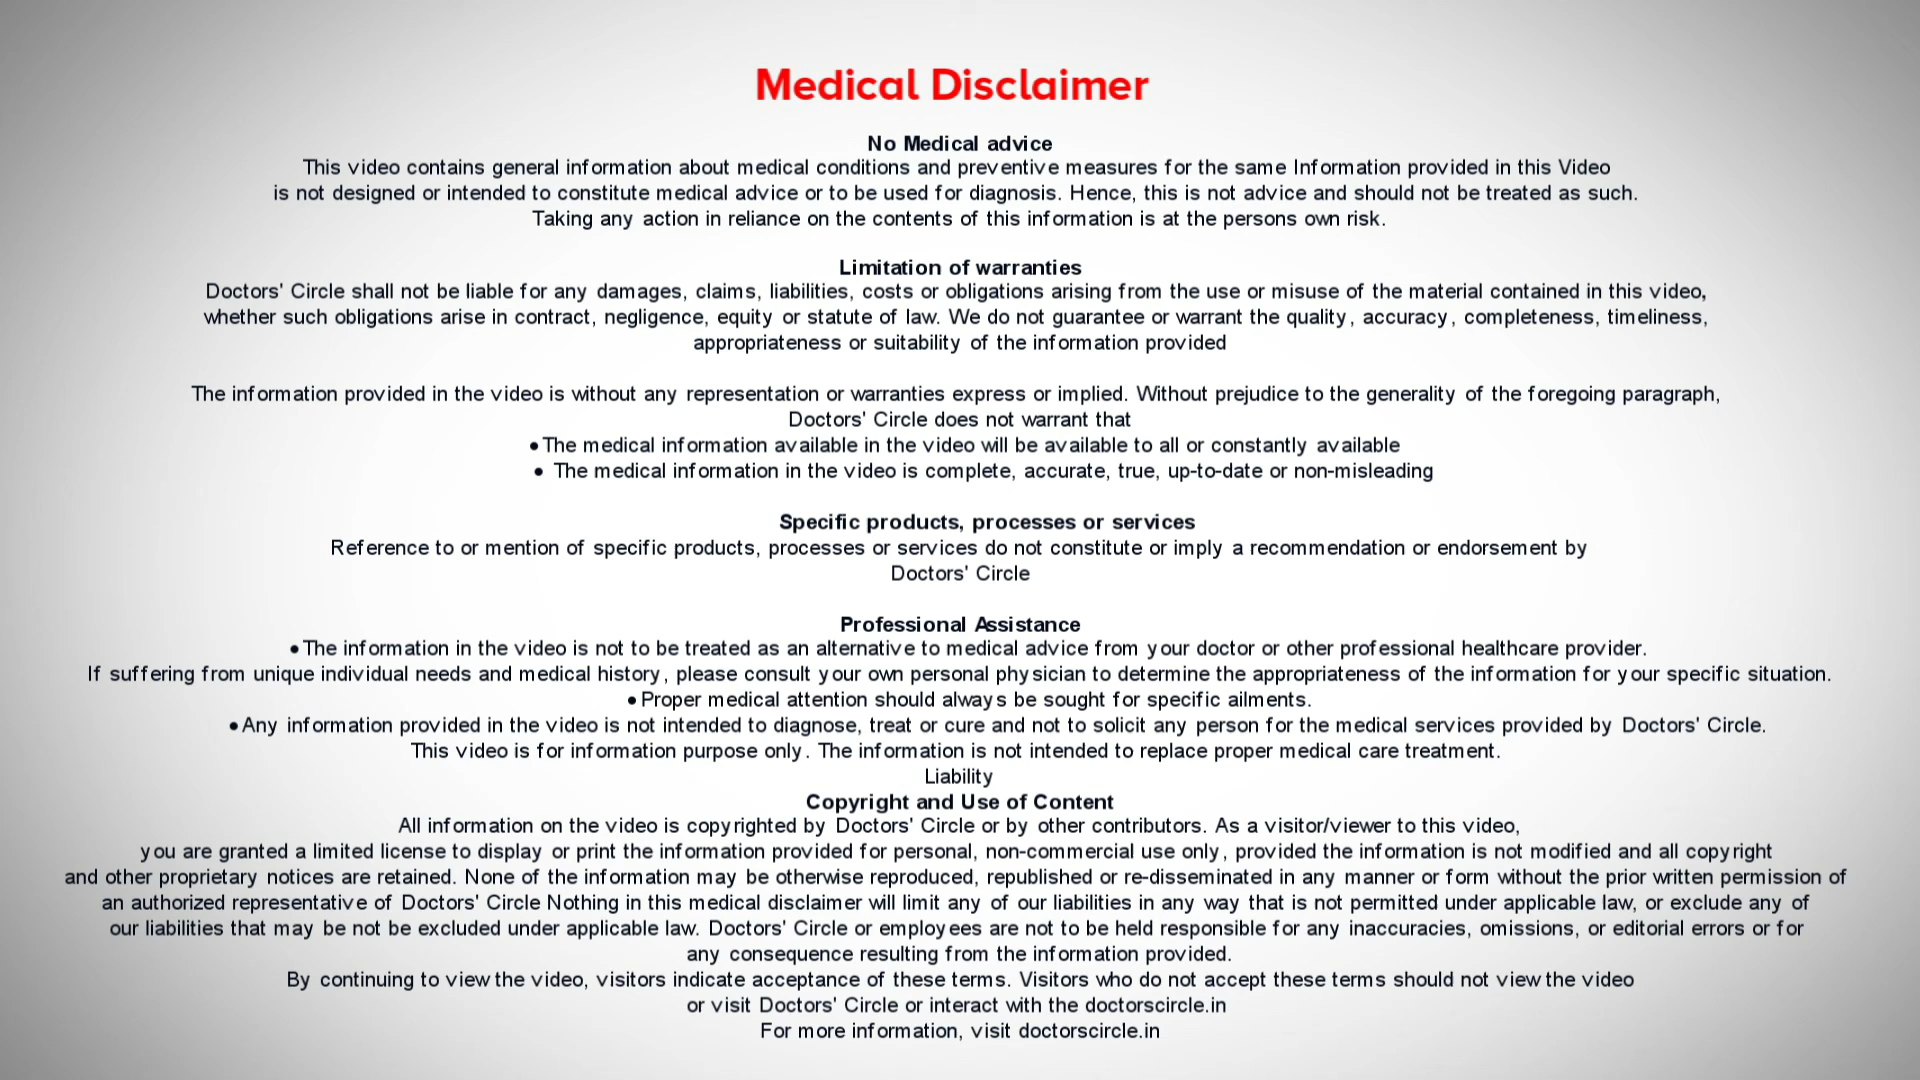 Medical Disclaimer
No Medical advice
This video contains general information about medical conditions and preventive measures for the same Information provided in this Video
is not designed or intended to constitute medical advice or to be used for diagnosis. Hence, this is not advice and should not be treated as such.
Taking any action in reliance on the contents of this information is at the persons own risk.
Limitation of warranties
Doctors' Circle shall not be liable for any damages, claims, liabilities, costs or obligations arising from the use or misuse of the material contained in this video,
whether such obligations arise in contract, negligence, equity or statute of law. We do not guarantee or warrant the quality, accuracy, completeness, timeliness,
appropriateness or suitability of the information provided
The information provided in the video is without any representation or warranties express or implied. Without prejudice to the generality of the foregoing paragraph,
Doctors' Circle does not warrant that
• The medical information available in the video will be available to all or constantly available
• The medical information in the video is complete, accurate, true, up-to-date or non-misleading
Specific products, processes or services
Reference to or mention of specific products, processes or services do not constitute or imply a recommendation or endorsement by
Doctors' Circle
Professional Assistance
• The information in the video is not to be treated as an alternative to medical advice from your doctor or other professional healthcare provider.
If suffering from unique individual needs and medical history, please consult your own personal physician to determine the appropriateness of the information for your specific situation.
• Proper medical attention should always be sought for specific ailments.
• Any information provided in the video is not intended to diagnose, treat or cure and not to solicit any person for the medical services provided by Doctors' Circle.
This video is for information purpose only. The information is not intended to replace proper medical care treatment.
Liability
Copyright and Use of Content
All information on the video is copyrighted by Doctors' Circle or by other contributors. As a visitor/viewer to this video,
you are granted a limited license to display or print the information provided for personal, non-commercial use only, provided the information is not modified and all copyright
and other proprietary notices are retained. None of the information may be otherwise reproduced, republished or re-disseminated in any manner or form without the prior written permission of
an authorized representative of Doctors' Circle Nothing in this medical disclaimer will limit any of our liabilities in any way that is not permitted under applicable law, or exclude any of
our liabilities that may be not be excluded under applicable law. Doctors' Circle or employees are not to be held responsible for any inaccuracies, omissions, or editorial errors or for
any consequence resulting from the information provided.
By continuing to view the video, visitors indicate acceptance of these terms. Visitors who do not accept these terms should not view the video
or visit Doctors' Circle or interact with the doctorscircle.in
For more information, visit doctorscircle.in